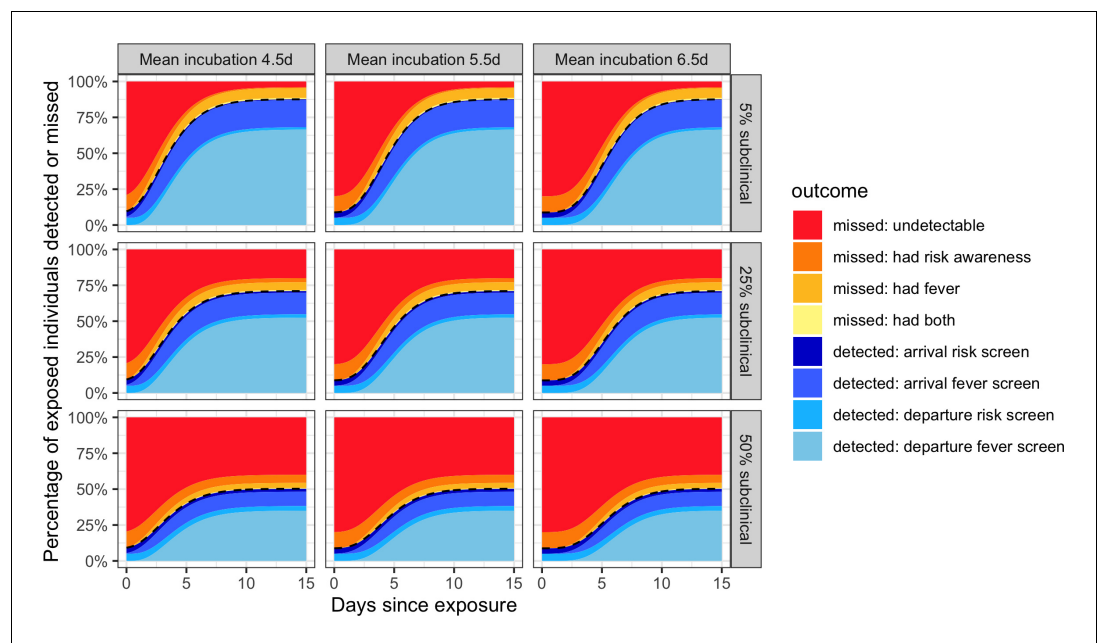 Mean incubation 4.5d
Mean incubation 5.5d
Mean incubation 6.5d
Percentage of exposed individuals detected or missed
100%
75%
50%
25%
0%
5% subclinical
100%
75%
50%
25%
0%
25% subclinical
100%
75%
50%
25%
0%
50% subclinical
0 5 10 15
0 5 10 15
0 5 10 15
Days since exposure
outcome
missed: undetectable
missed: had risk awareness
missed: had fever
missed: had both
detected: arrival risk screen
detected: arrival fever screen
detected: departure risk screen
detected: departure fever screen